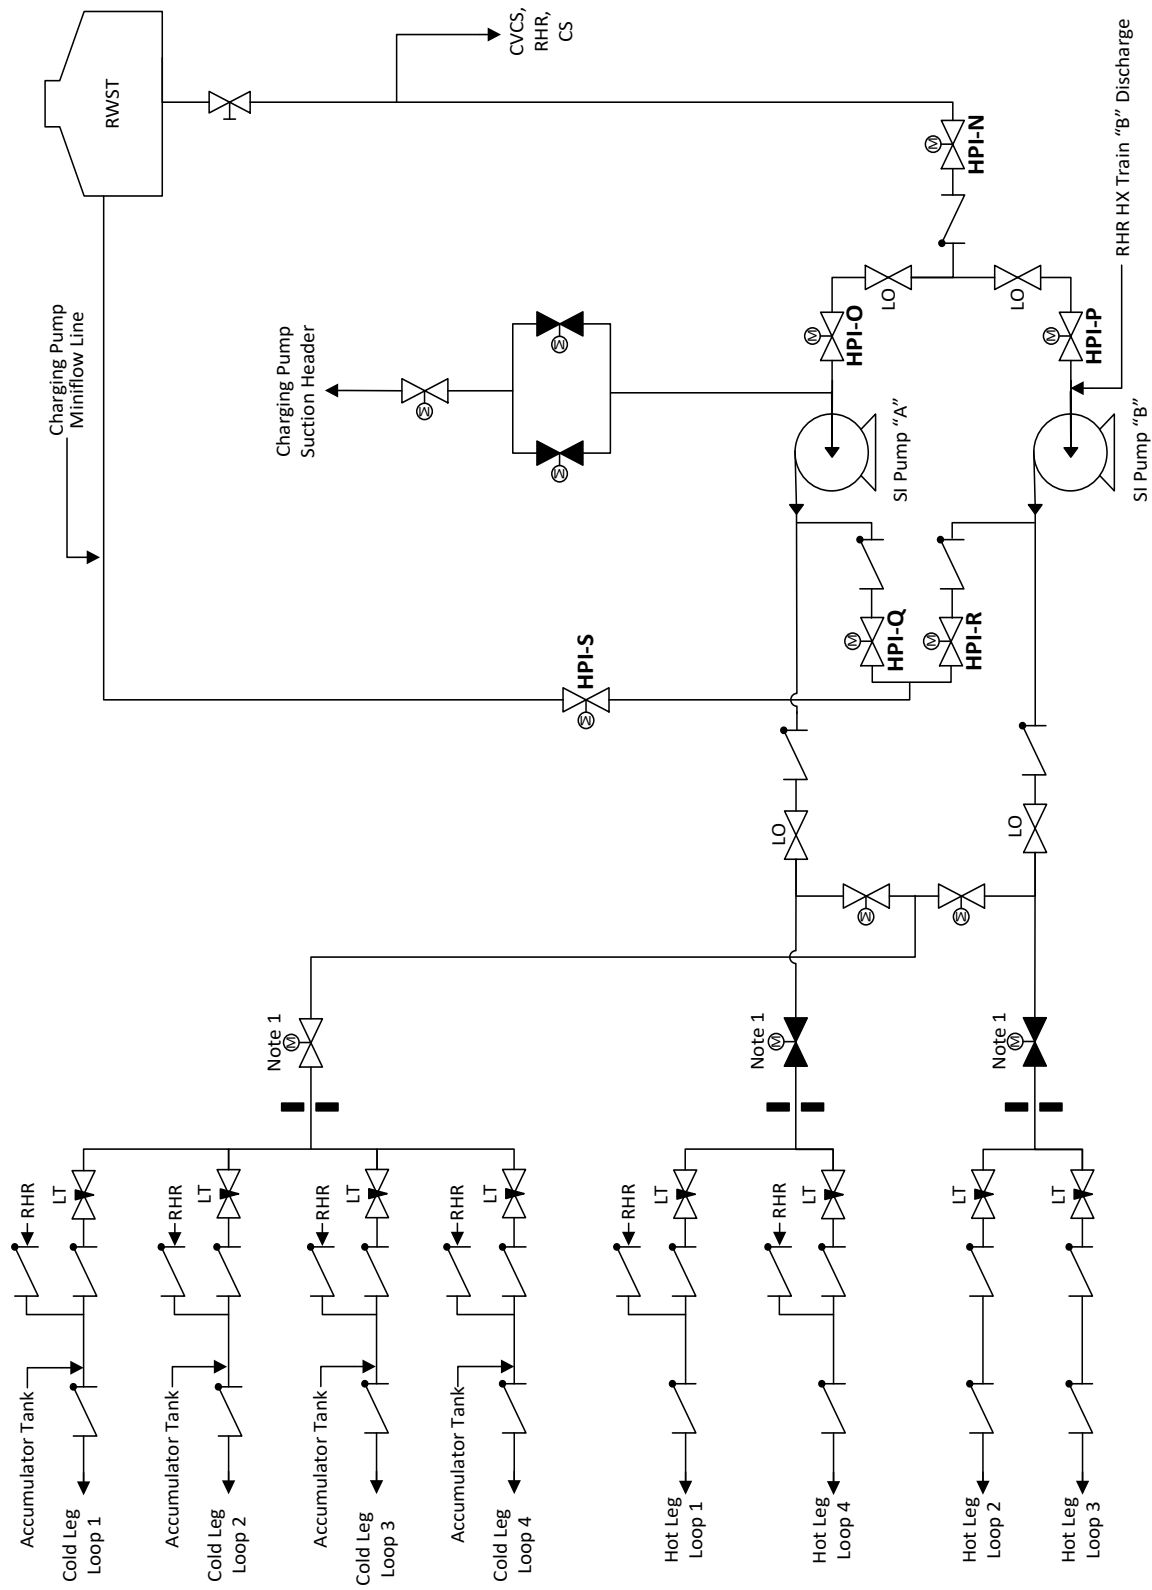 RWST
CVCS,
RHR,
CS
HPI-N
RHR HX Train “B” Discharge
Charging Pump
Miniflow Line
Charging Pump
Suction Header
LO
LO
M
M
M
M
M
M
HPI-O
HPI-P
SI Pump “A”
SI Pump “B”
HPI-S
M
M
M
HPI-Q
HPI-R
LO
LO
M
M
Note 1
M
Note 1
M
Note 1
M
LT
LT
LT
LT
LT
LT
LT
LT
RHR
RHR
RHR
RHR
RHR
RHR
Accumulator Tank
Accumulator Tank
Accumulator Tank
Accumulator Tank
Cold Leg
Loop 1
Cold Leg
Loop 2
Cold Leg
Loop 3
Cold Leg
Loop 4
Hot Leg
Loop 1
Hot Leg
Loop 4
Hot Leg
Loop 2
Hot Leg
Loop 3